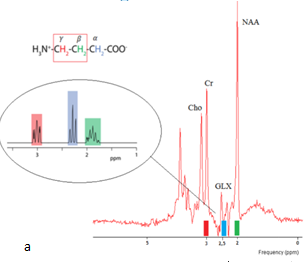 γ β α
H₃N⁺-CH₂-CH₂-CH₂-COO⁻
NAA
Cr
Cho
GLX
3 2 1 ppm
5 3 2,5 2 0
Frequency (ppm)
a